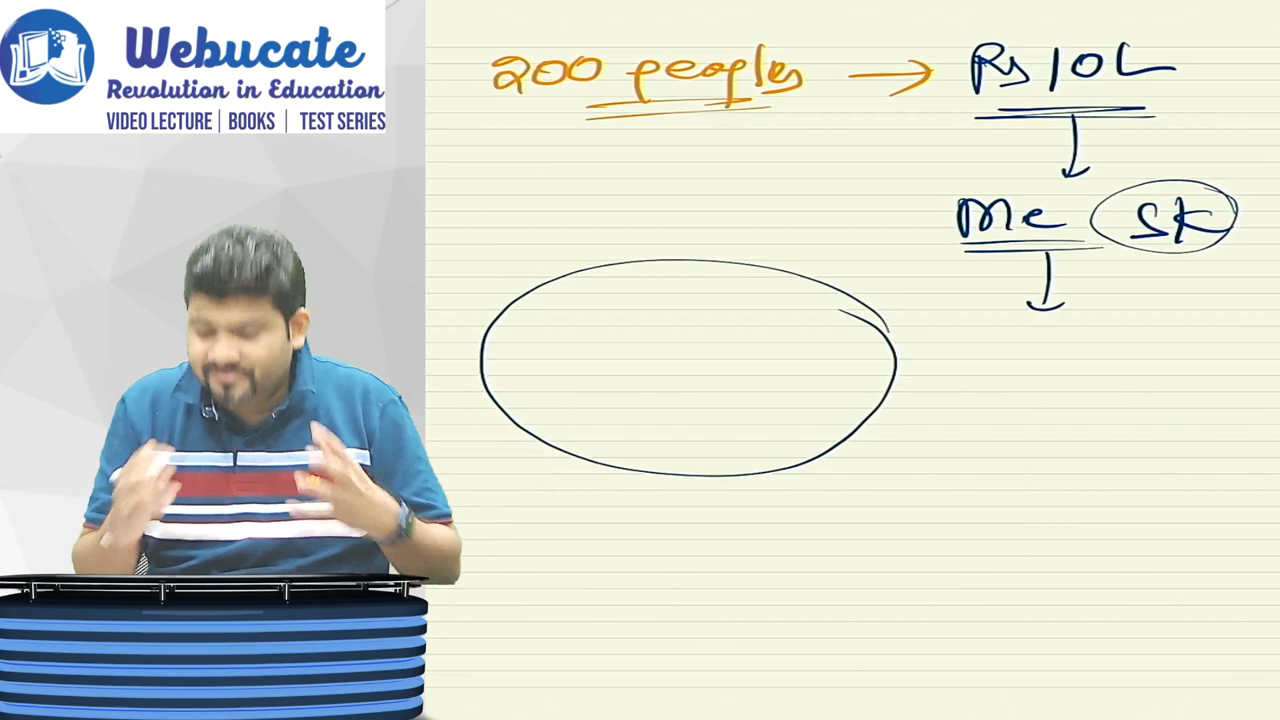 Webucate
Revolution in Education
VIDEO LECTURE | BOOKS | TEST SERIES
200 peoples → Rs 10L
Me SK